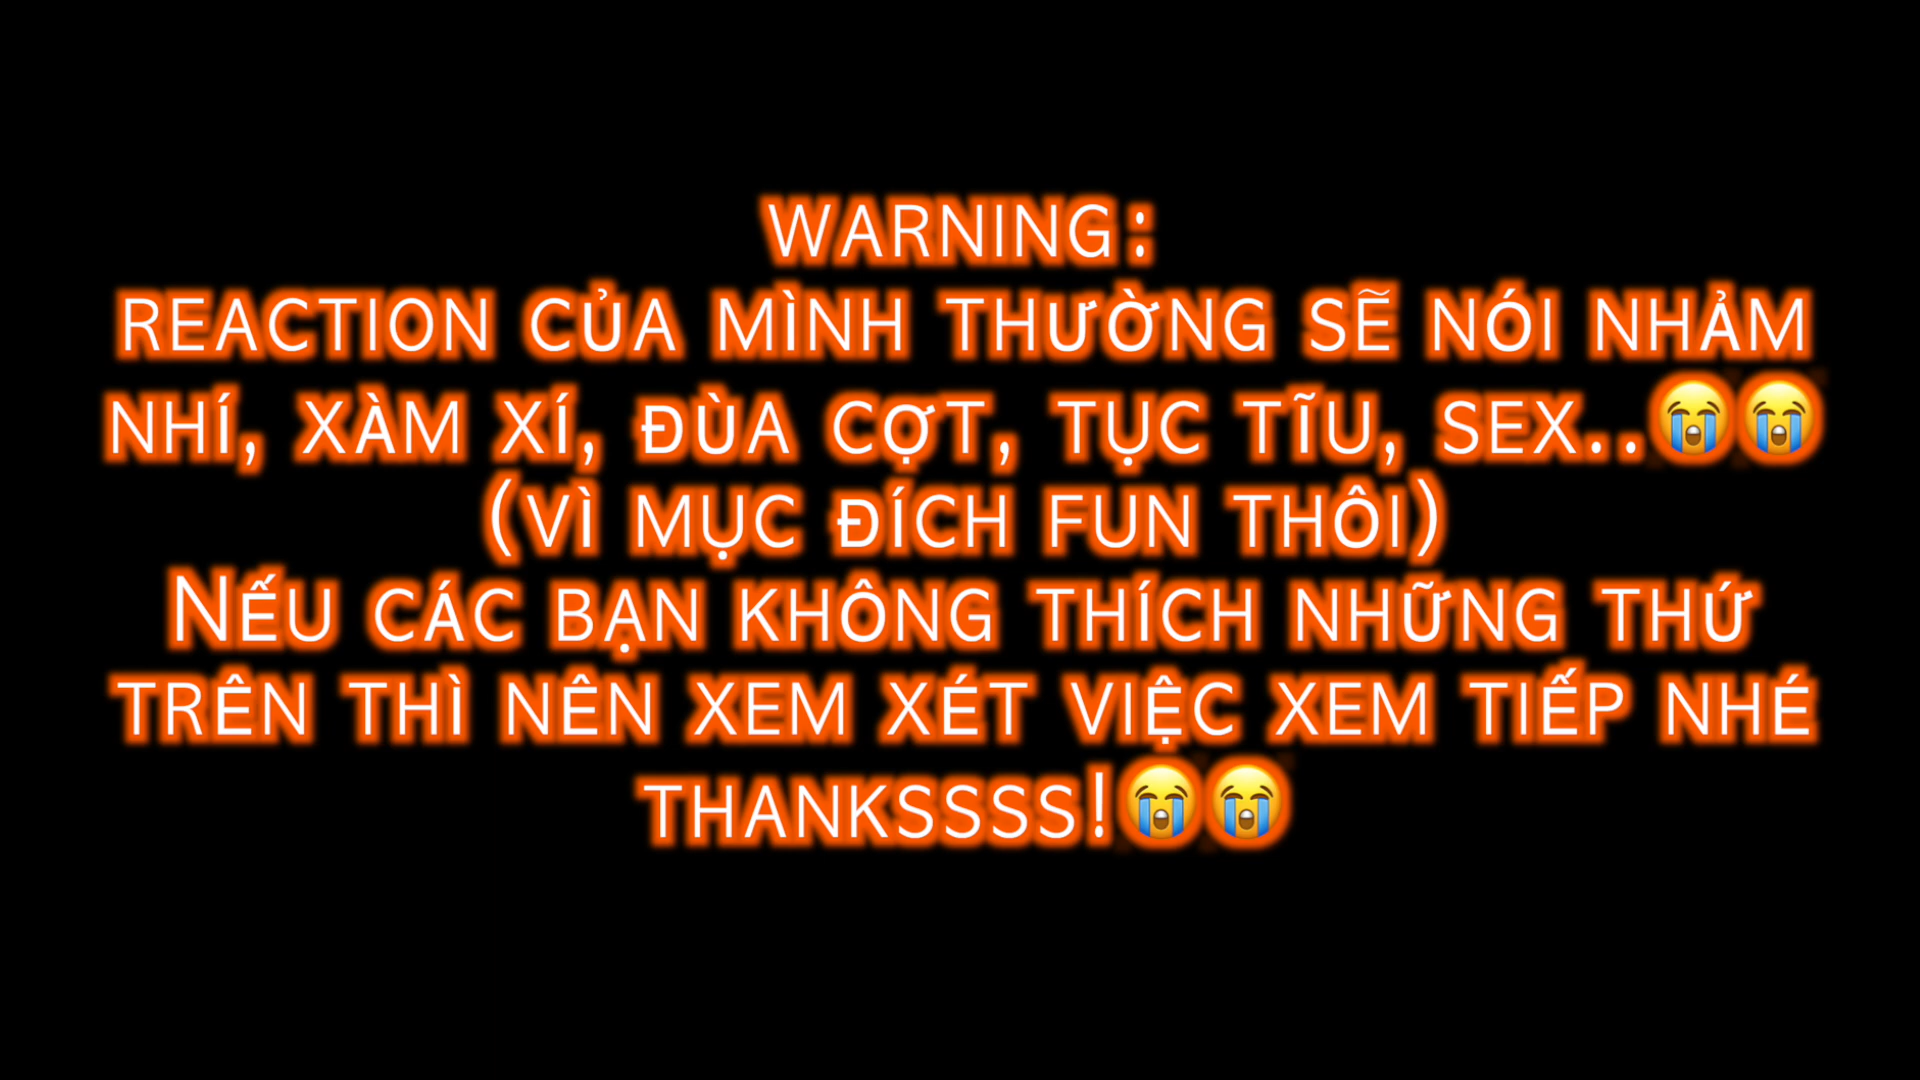 WARNING:
REACTION CỦA MÌNH THƯỜNG SẼ NÓI NHẢM
NHÍ, XÀM XÍ, ĐÙA CỢT, TỤC TĨU, SEX..😭😭
(VÌ MỤC ĐÍCH FUN THÔI)
NẾU CÁC BẠN KHÔNG THÍCH NHỮNG THỨ
TRÊN THÌ NÊN XEM XÉT VIỆC XEM TIẾP NHÉ
THANKSSSS!😭😭